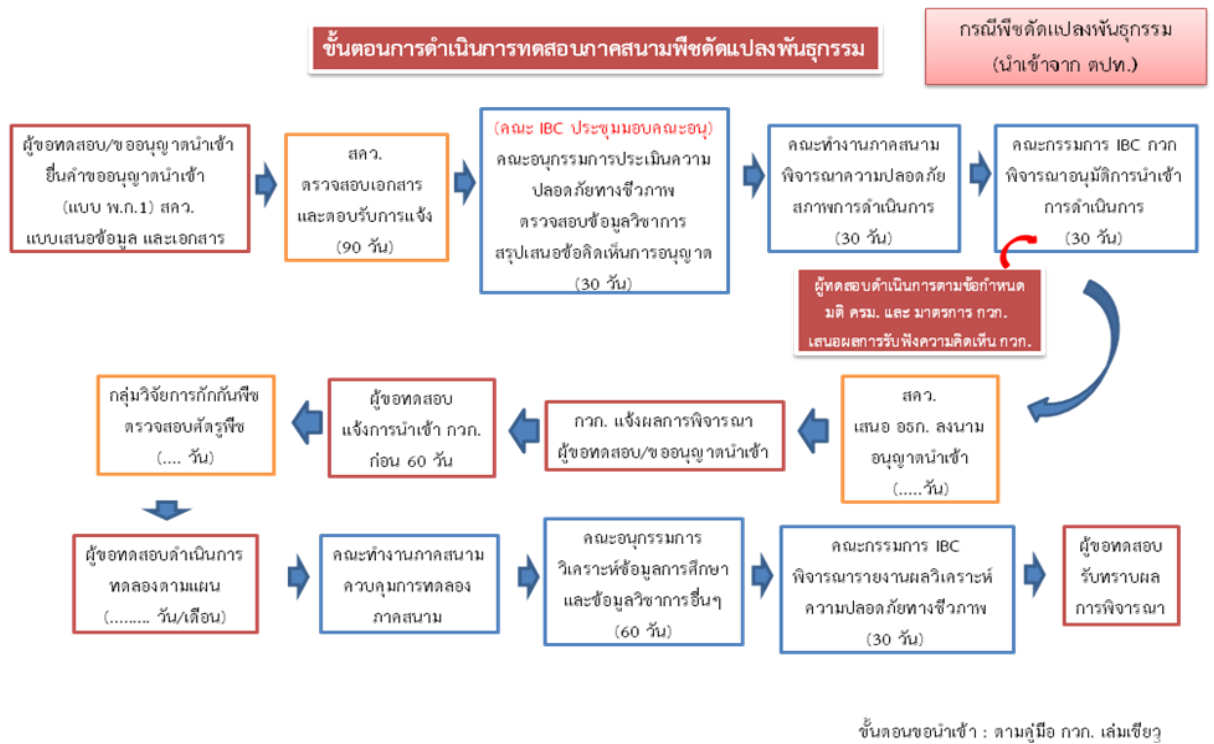 ขั้นตอนการดำเนินการทดสอบภาคสนามพืชดัดแปลงพันธุกรรม
กรณีพืชดัดแปลงพันธุกรรม
(นำเข้าจาก ตปท.)
ผู้ขอทดสอบ/ขออนุญาตนำเข้า
ยื่นคำขออนุญาตนำเข้า
(แบบ พ.ก.1) สคว.
แบบเสนอข้อมูล และเอกสาร
สคว.
ตรวจสอบเอกสาร
และตอบรับการแจ้ง
(90 วัน)
(คณะ IBC ประชุมมอบคณะอนุ)
คณะอนุกรรมการประเมินความ
ปลอดภัยทางชีวภาพ
ตรวจสอบข้อมูลวิชาการ
สรุปเสนอข้อคิดเห็นการอนุญาต
(30 วัน)
คณะทำงานภาคสนาม
พิจารณาความปลอดภัย
สภาพการดำเนินการ
(30 วัน)
คณะกรรมการ IBC กวก
พิจารณาอนุมัติการนำเข้า
การดำเนินการ
(30 วัน)
ผู้ทดสอบดำเนินการตามข้อกำหนด
มติ ครม. และ มาตรการ กวก.
เสนอผลการรับฟังความคิดเห็น กวก.
สคว.
เสนอ อธก. ลงนาม
อนุญาตนำเข้า
(.....วัน)
กวก. แจ้งผลการพิจารณา
ผู้ขอทดสอบ/ขออนุญาตนำเข้า
ผู้ขอทดสอบ
แจ้งการนำเข้า กวก.
ก่อน 60 วัน
กลุ่มวิจัยการกักกันพืช
ตรวจสอบศัตรูพืช
(.... วัน)
ผู้ขอทดสอบดำเนินการ
ทดลองตามแผน
(......... วัน/เดือน)
คณะทำงานภาคสนาม
ควบคุมการทดลอง
ภาคสนาม
คณะอนุกรรมการ
วิเคราะห์ข้อมูลการศึกษา
และข้อมูลวิชาการอื่นๆ
(60 วัน)
คณะกรรมการ IBC
พิจารณารายงานผลวิเคราะห์
ความปลอดภัยทางชีวภาพ
(30 วัน)
ผู้ขอทดสอบ
รับทราบผล
การพิจารณา
ขั้นตอนขอนำเข้า : ตามคู่มือ กวก. เล่มเขียว